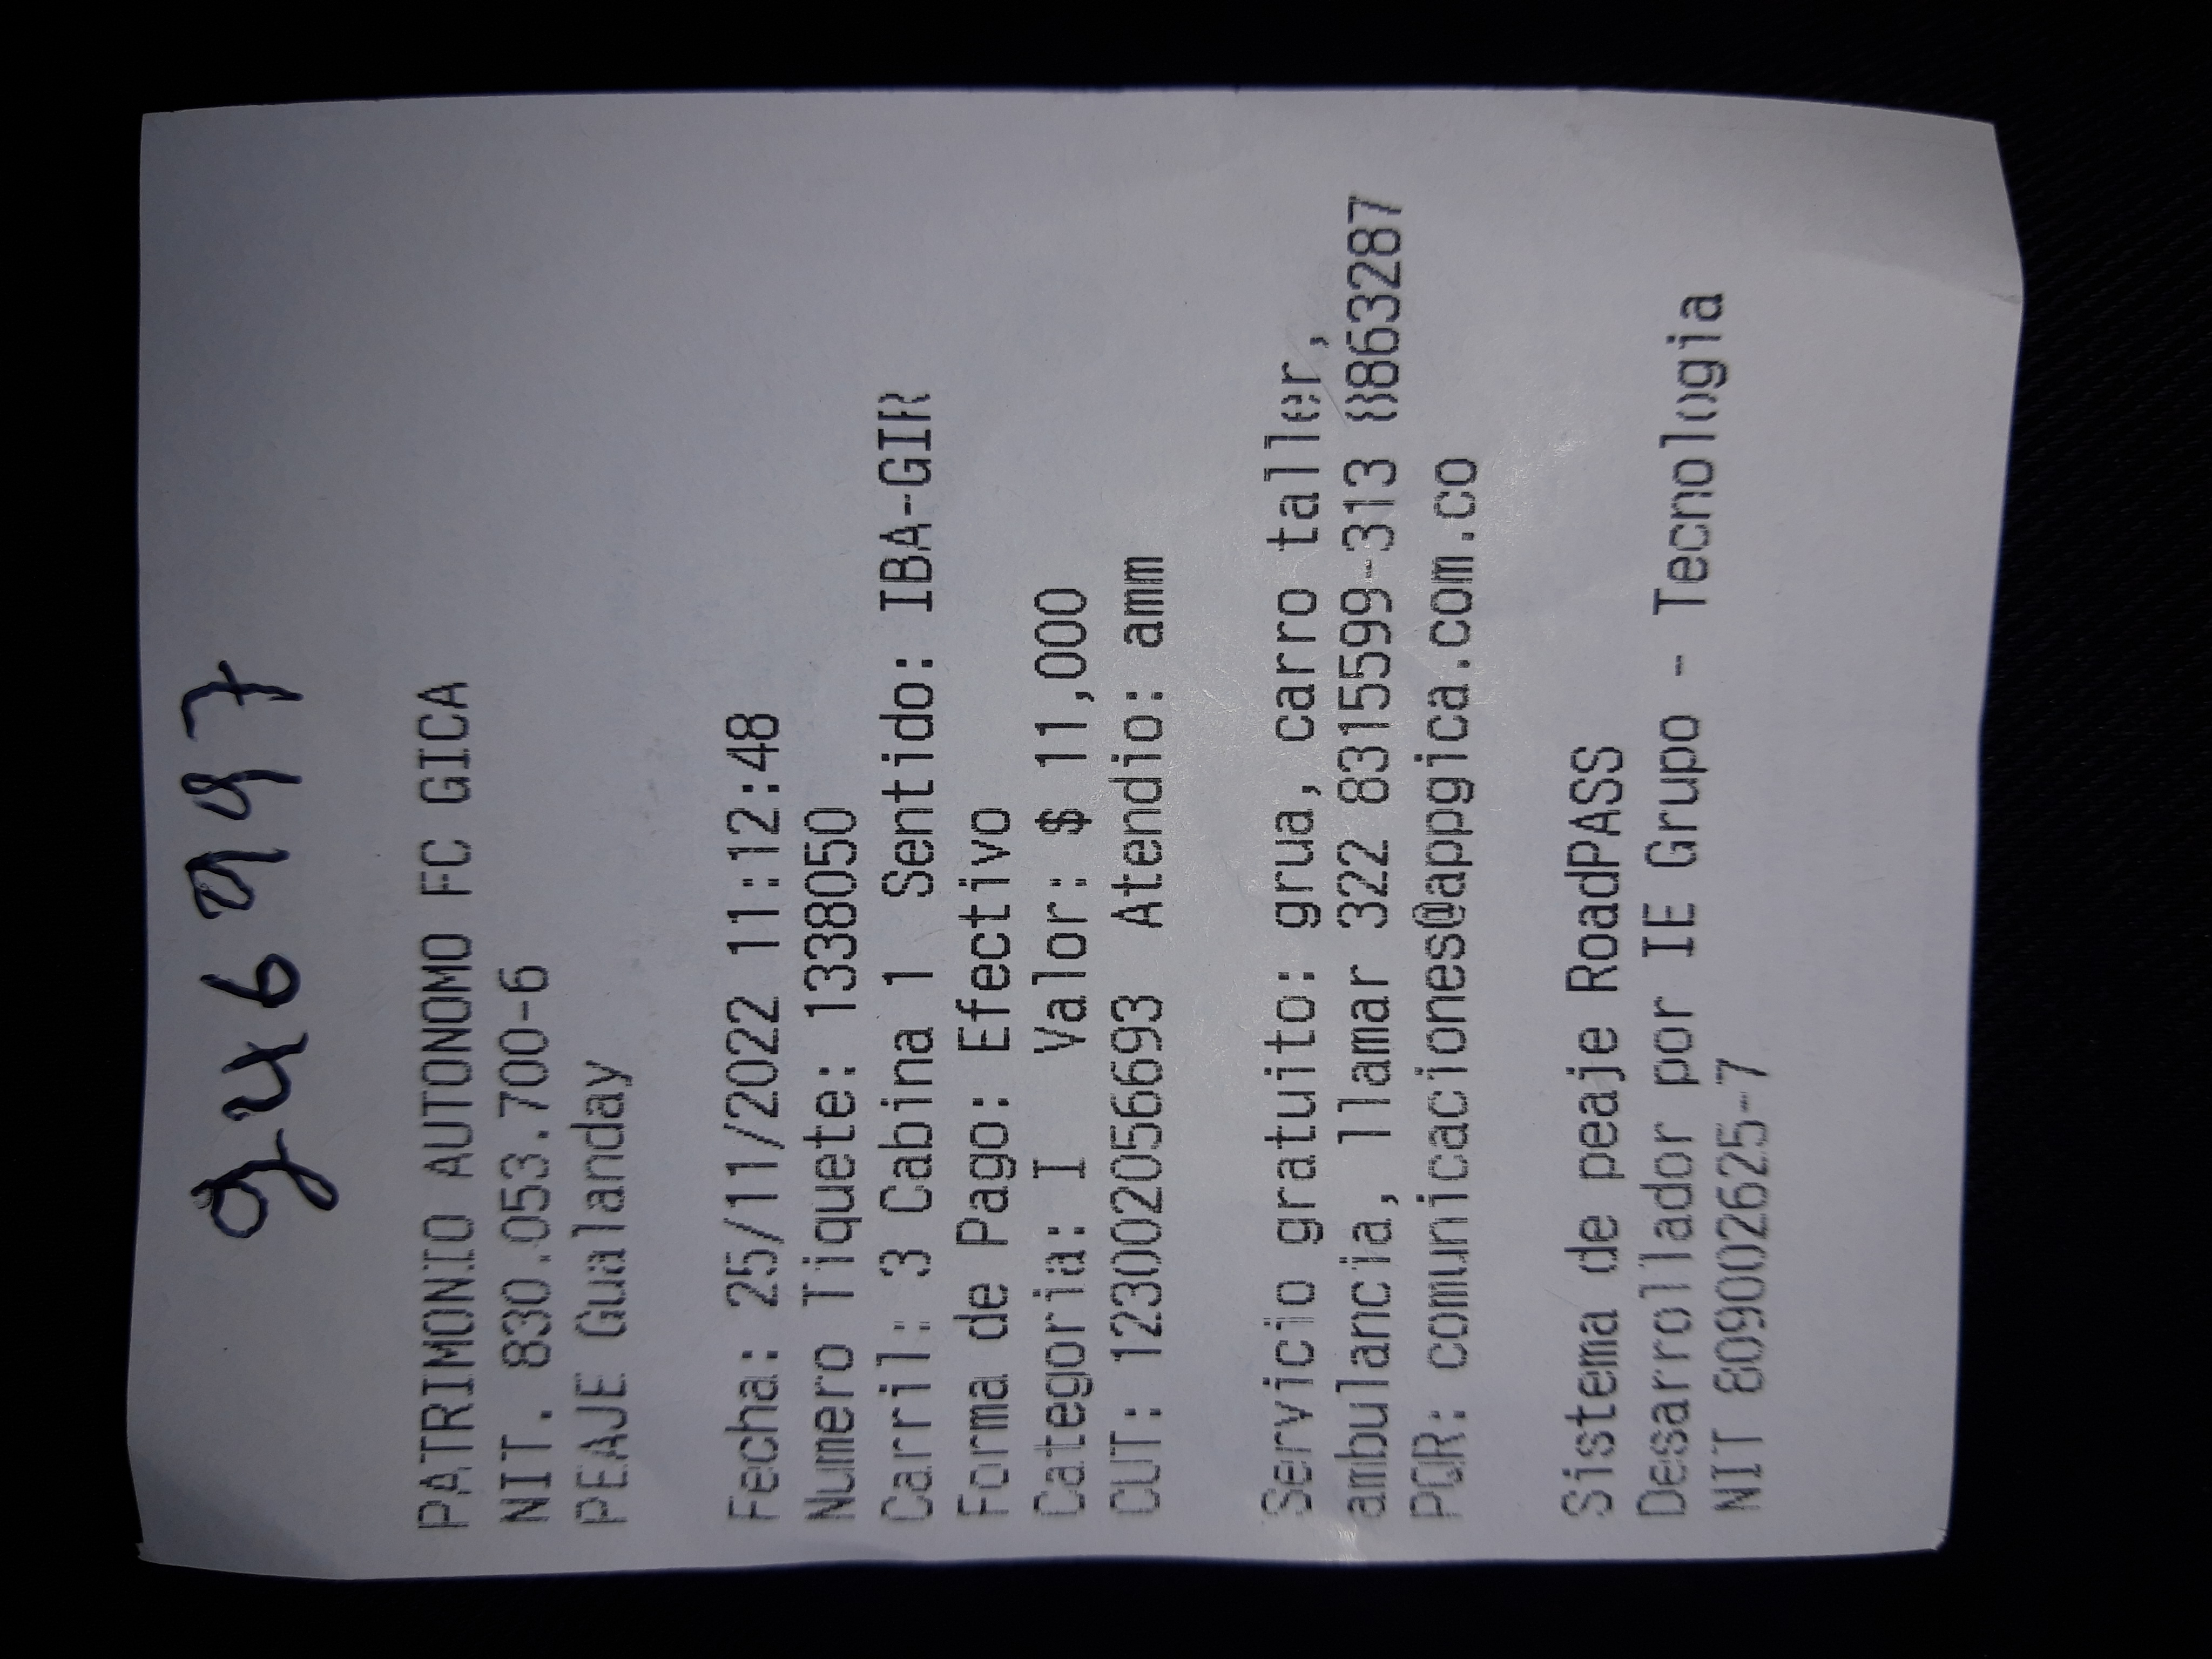 246997
PATRIMONIO AUTONOMO FC GICA
NIT. 830.053.700-6
PEAJE Gualanday
Fecha: 25/11/2022 11:12:48
Numero Tiquete: 1338050
Carril: 3 Cabina 1 Sentido: IBA-GIR
Forma de Pago: Efectivo
Categoria: I Valor: $ 11,000
CUT: 123002056693 Atendio: amm
Servicio gratuito: grua, carro taller,
ambulancia, llamar 322 8315599-313 8863287
PQR: comunicaciones@appgica.com.co
Sistema de peaje RoadPASS
Desarrollador por IE Grupo - Tecnologia
NIT 809002625-7